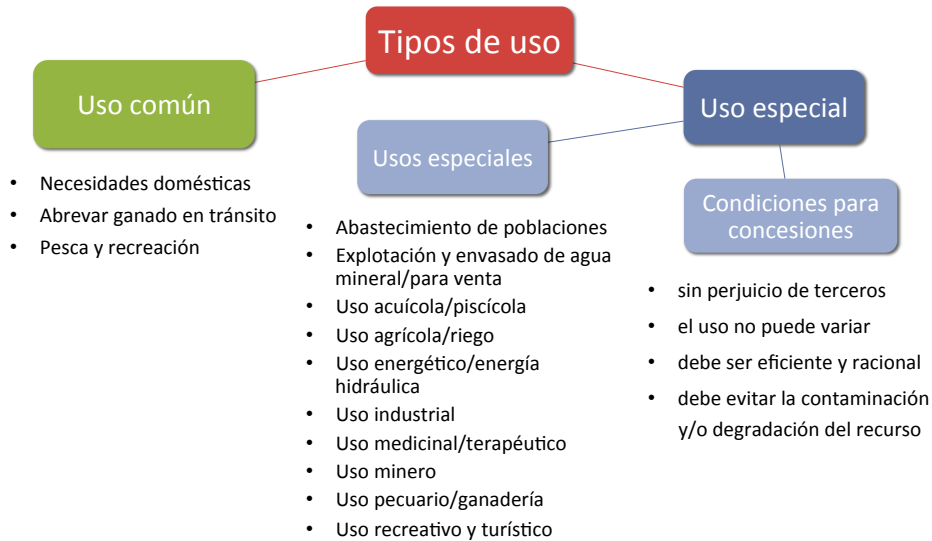 Tipos de uso
Uso común
• Necesidades domésticas
• Abrevar ganado en tránsito
• Pesca y recreación
Uso especial
Usos especiales
• Abastecimiento de poblaciones
• Explotación y envasado de agua
mineral/para venta
• Uso acuícola/piscícola
• Uso agrícola/riego
• Uso energético/energía
hidráulica
• Uso industrial
• Uso medicinal/terapéutico
• Uso minero
• Uso pecuario/ganadería
• Uso recreativo y turístico
Condiciones para
concesiones
• sin perjuicio de terceros
• el uso no puede variar
• debe ser eficiente y racional
• debe evitar la contaminación
y/o degradación del recurso